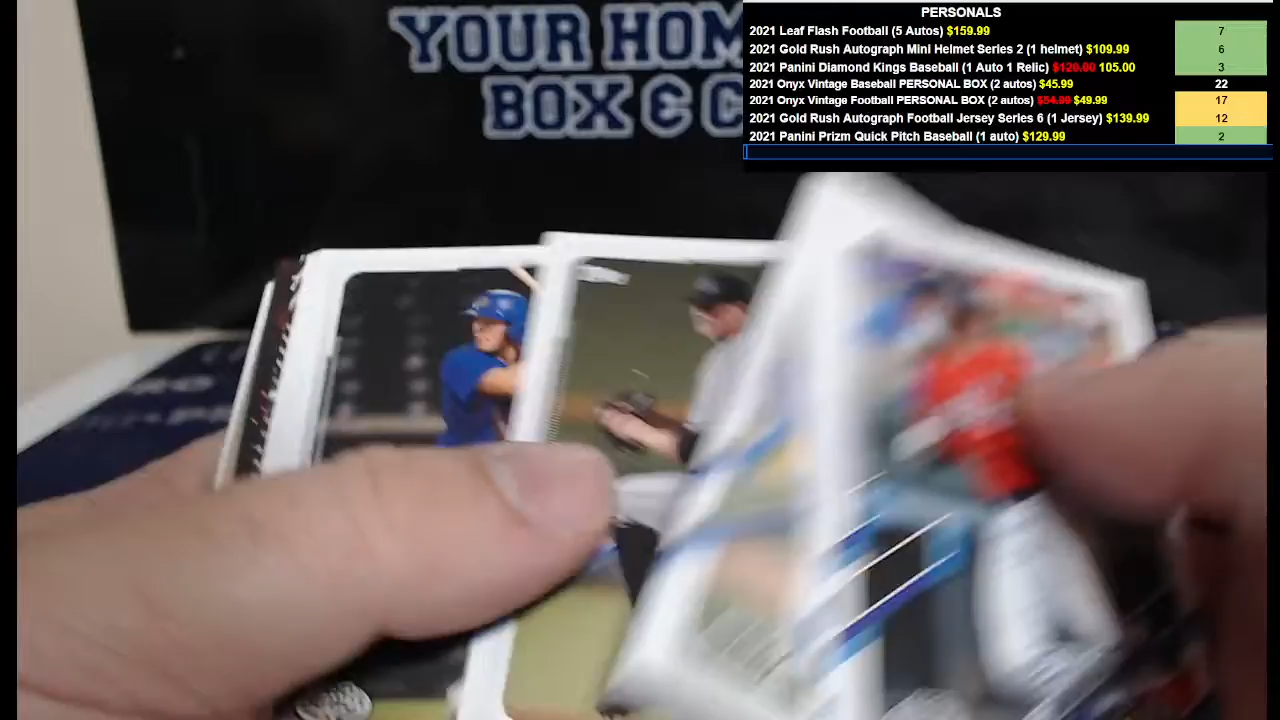 YOUR HOM
BOX & C
PERSONALS
2021 Leaf Flash Football (5 Autos) $159.99 7
2021 Gold Rush Autograph Mini Helmet Series 2 (1 helmet) $109.99 6
2021 Panini Diamond Kings Baseball (1 Auto 1 Relic) $120.00 105.00 3
2021 Onyx Vintage Baseball PERSONAL BOX (2 autos) $45.99 22
2021 Onyx Vintage Football PERSONAL BOX (2 autos) $54.99 $49.99 17
2021 Gold Rush Autograph Football Jersey Series 6 (1 Jersey) $139.99 12
2021 Panini Prizm Quick Pitch Baseball (1 auto) $129.99 2